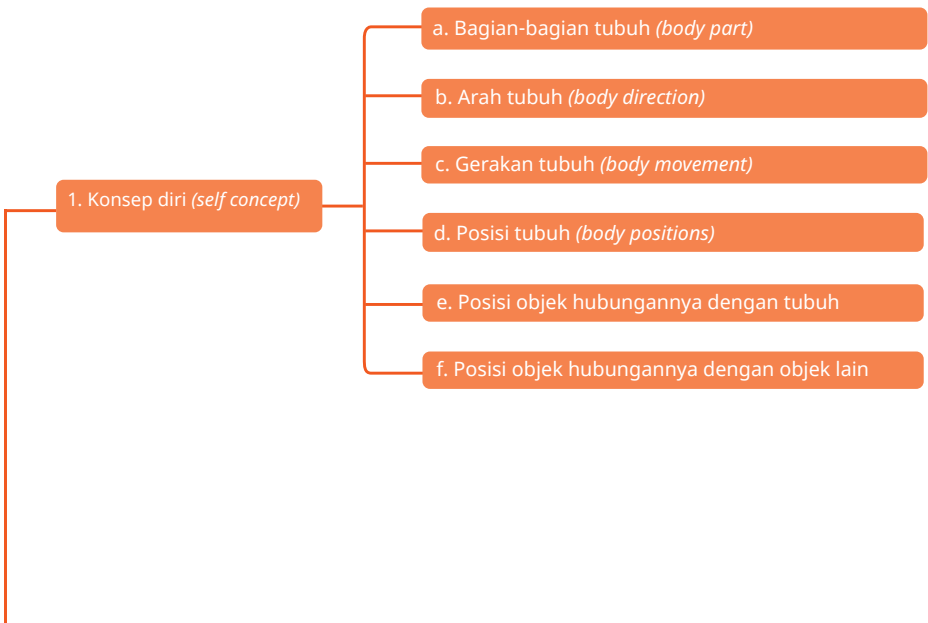 a. Bagian-bagian tubuh (body part)
b. Arah tubuh (body direction)
c. Gerakan tubuh (body movement)
1. Konsep diri (self concept)
d. Posisi tubuh (body positions)
e. Posisi objek hubungannya dengan tubuh
f. Posisi objek hubungannya dengan objek lain